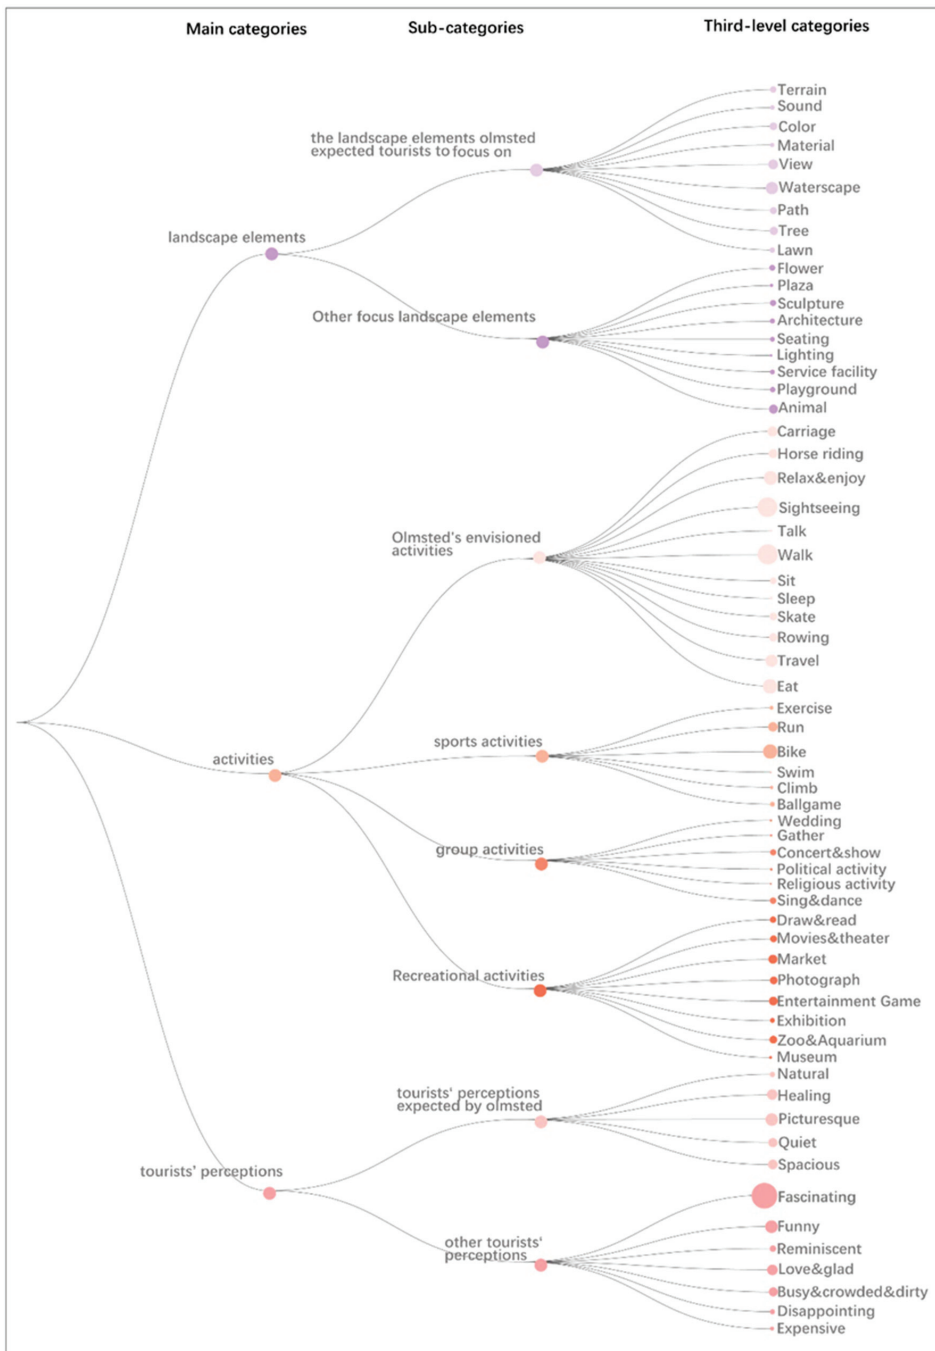 Main categories
Sub-categories
Third-level categories
landscape elements
the landscape elements olmsted
expected tourists to focus on
Terrain
Sound
Color
Material
View
Waterscape
Path
Tree
Lawn
Other focus landscape elements
Flower
Plaza
Sculpture
Architecture
Seating
Lighting
Service facility
Playground
Animal
activities
Olmsted's envisioned
activities
Carriage
Horse riding
Relax&enjoy
Sightseeing
Talk
Walk
Sit
Sleep
Skate
Rowing
Travel
Eat
sports activities
Exercise
Run
Bike
Swim
Climb
Ballgame
group activities
Wedding
Gather
Concert&show
Political activity
Religious activity
Sing&dance
Recreational activities
Draw&read
Movies&theater
Market
Photograph
Entertainment Game
Exhibition
Zoo&Aquarium
Museum
tourists' perceptions
tourists' perceptions
expected by olmsted
Natural
Healing
Picturesque
Quiet
Spacious
other tourists'
perceptions
Fascinating
Funny
Reminiscent
Love&glad
Busy&crowded&dirty
Disappointing
Expensive